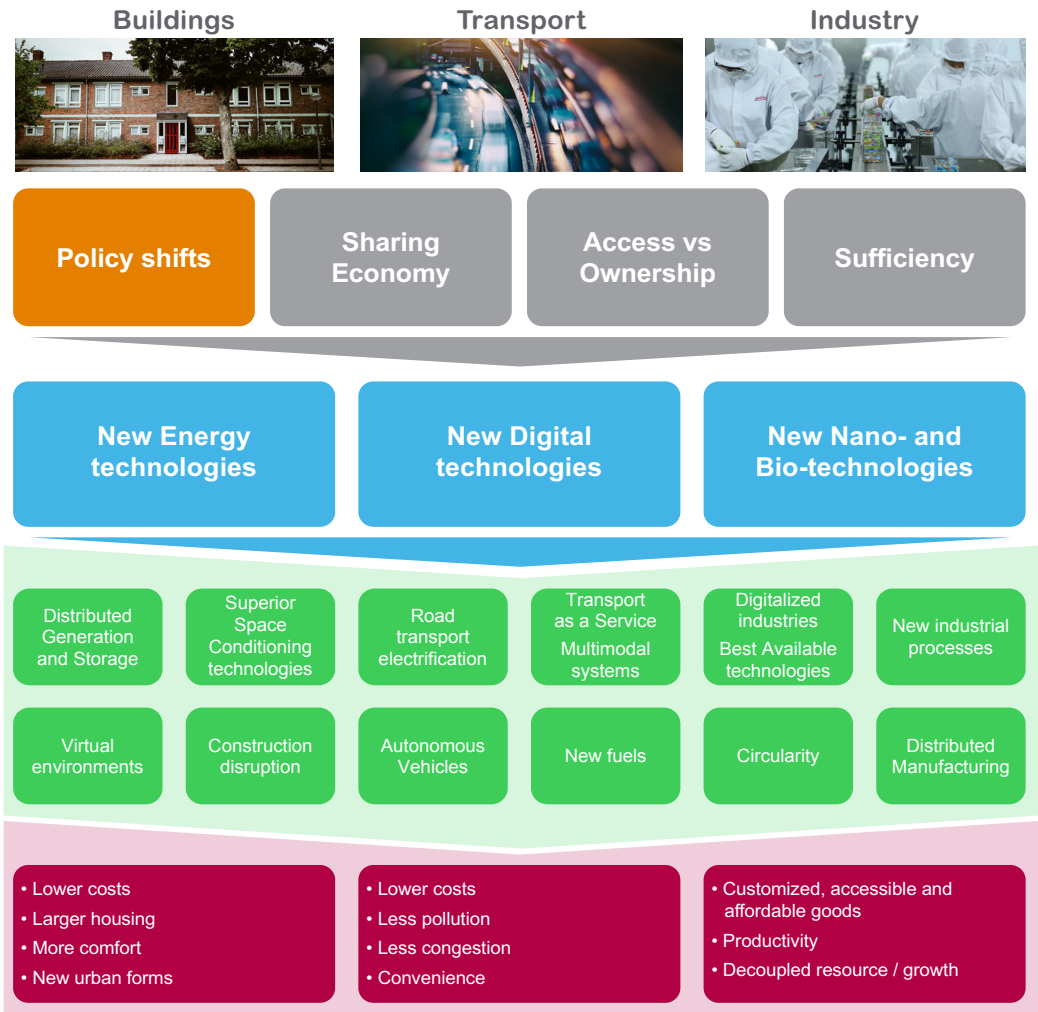 Buildings
Transport
Industry
Policy shifts
Sharing
Economy
Access vs
Ownership
Sufficiency
New Energy
technologies
New Digital
technologies
New Nano- and
Bio-technologies
Distributed
Generation
and Storage
Superior
Space
Conditioning
technologies
Road
transport
electrification
Transport
as a Service
Multimodal
systems
Digitalized
industries
Best Available
technologies
New industrial
processes
Virtual
environments
Construction
disruption
Autonomous
Vehicles
New fuels
Circularity
Distributed
Manufacturing
• Lower costs
• Larger housing
• More comfort
• New urban forms
• Lower costs
• Less pollution
• Less congestion
• Convenience
• Customized, accessible and
affordable goods
• Productivity
• Decoupled resource / growth